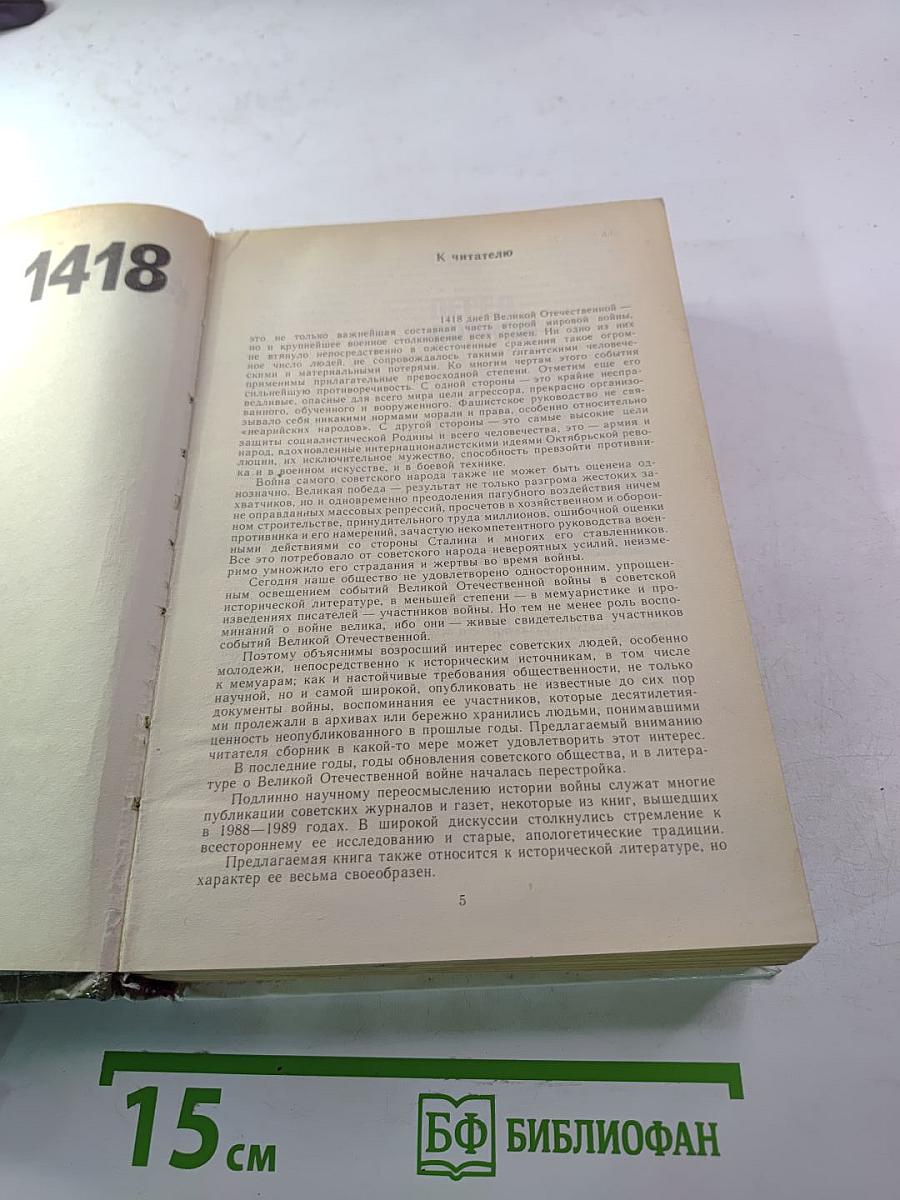 1418
К читателю
1418 дней Великой Отечественной —
это не только важнейшая составная часть второй мировой войны,
но и крупнейшее военное столкновение всех времен. Ни одно из них
не втянуло непосредственно в ожесточенные сражения такое огром-
ное число людей, не сопровождалось такими гигантскими человече-
скими и материальными потерями. Ко многим чертам этого события
применимы прилагательные превосходной степени. Отметим еще его
сильнейшую противоречивость. С одной стороны — это крайне неспра-
ведливые, опасные для всего мира цели агрессора, прекрасно организо-
ванного, обученного и вооруженного. Фашистское руководство не свя-
зывало себя никакими нормами морали и права, особенно относительно
«неарийских народов». С другой стороны — это самые высокие цели
защиты социалистической Родины и всего человечества, это — армия и
народ, вдохновленные интернационалистскими идеями Октябрьской рево-
люции, их исключительное мужество, способность превзойти противни-
ка и в военном искусстве, и в боевой технике.
Война самого советского народа также не может быть оценена од-
нозначно. Великая победа — результат не только разгрома жестоких за-
хватчиков, но и одновременно преодоления пагубного воздействия ничем
не оправданных массовых репрессий, просчетов в хозяйственном и оборон-
ном строительстве, принудительного труда миллионов, ошибочной оценки
противника и его намерений, зачастую некомпетентного руководства воен-
ными действиями со стороны Сталина и многих его ставленников.
Все это потребовало от советского народа невероятных усилий, неизме-
римо умножило его страдания и жертвы во время войны.
Сегодня наше общество не удовлетворено односторонним, упрощен-
ным освещением событий Великой Отечественной войны в советской
исторической литературе, в меньшей степени — в мемуаристике и про-
изведениях писателей — участников войны. Но тем не менее роль воспо-
минаний о войне велика, ибо они — живые свидетельства участников
событий Великой Отечественной.
Поэтому объяснимы возросший интерес советских людей, особенно
молодежи, непосредственно к историческим источникам, в том числе
к мемуарам; как и настойчивые требования общественности, не только
научной, но и самой широкой, опубликовать не известные до сих пор
документы войны, воспоминания ее участников, которые десятилетия-
ми пролежали в архивах или бережно хранились людьми, понимавшими
ценность неопубликованного в прошлые годы. Предлагаемый вниманию
читателя сборник в какой-то мере может удовлетворить этот интерес.
В последние годы, годы обновления советского общества, и в литера-
туре о Великой Отечественной войне началась перестройка.
Подлинно научному переосмыслению истории войны служат многие
публикации советских журналов и газет, некоторые из книг, вышедших
в 1988—1989 годах. В широкой дискуссии столкнулись стремление к
всестороннему ее исследованию и старые, апологетические традиции.
Предлагаемая книга также относится к исторической литературе, но
характер ее весьма своеобразен.
5
15 см
БФ БИБЛИОФАН